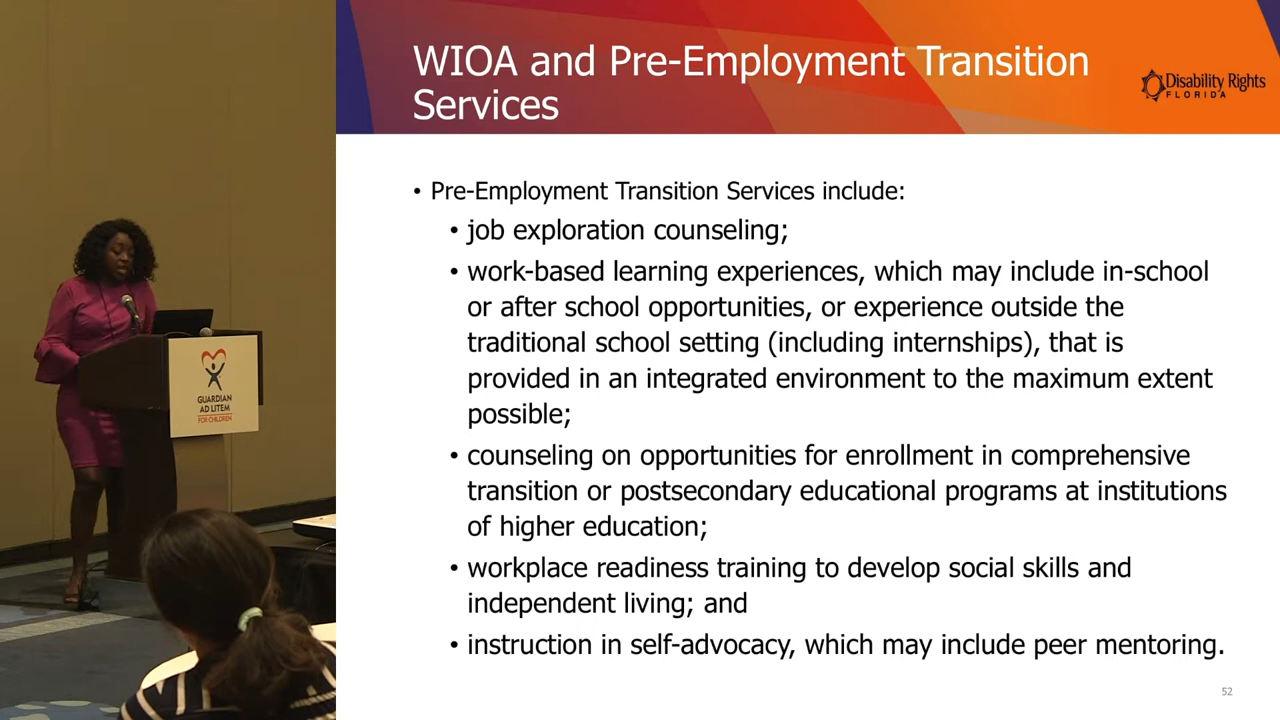 WIOA and Pre-Employment Transition
Services
Disability Rights
FLORIDA
• Pre-Employment Transition Services include:
• job exploration counseling;
• work-based learning experiences, which may include in-school
or after school opportunities, or experience outside the
traditional school setting (including internships), that is
provided in an integrated environment to the maximum extent
possible;
• counseling on opportunities for enrollment in comprehensive
transition or postsecondary educational programs at institutions
of higher education;
• workplace readiness training to develop social skills and
independent living; and
• instruction in self-advocacy, which may include peer mentoring.
52
GUARDIAN
AD LITEM
FOR CHILDREN